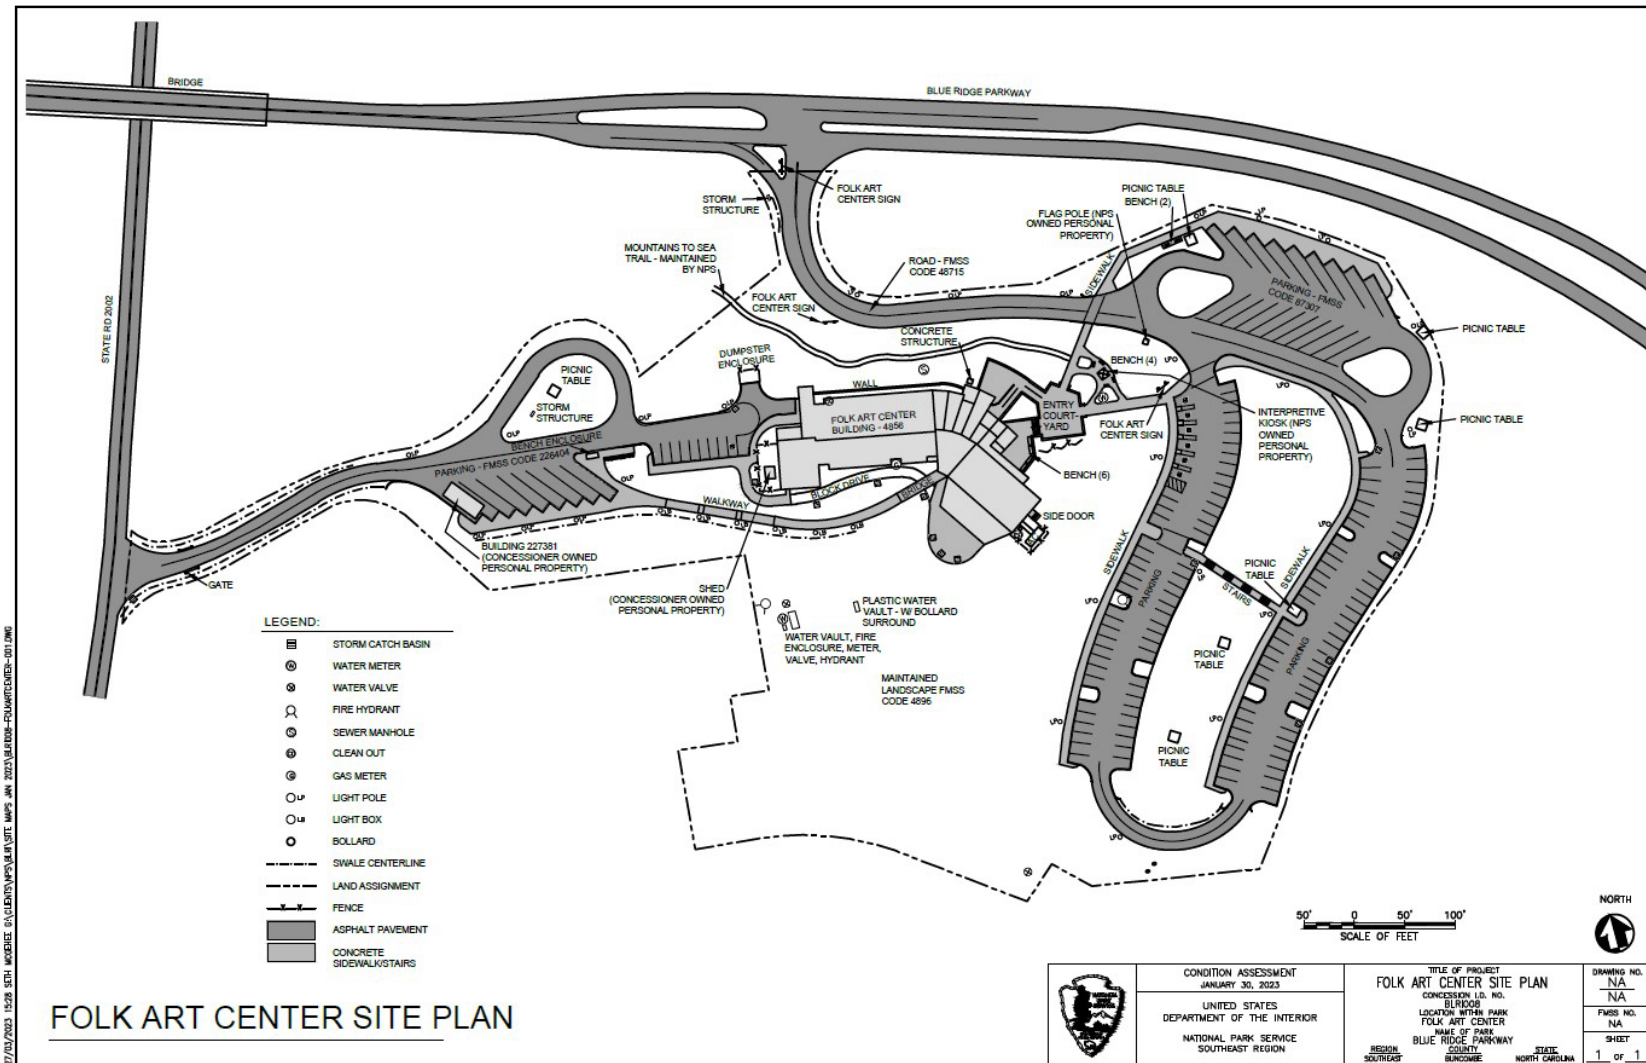 BRIDGE
BLUE RIDGE PARKWAY
STATE RD 2002
FOLK ART
CENTER SIGN
STORM
STRUCTURE
PICNIC TABLE
BENCH (2)
FLAG POLE (NPS
OWNED PERSONAL
PROPERTY)
SIDEWALK
MOUNTAINS TO SEA
TRAIL - MAINTAINED
BY NPS
ROAD - FMSS
CODE 48715
PARKING - FMSS
CODE 87307
FOLK ART
CENTER SIGN
CONCRETE
STRUCTURE
PICNIC TABLE
DUMPSTER
ENCLOSURE
BENCH (4)
PICNIC
TABLE
WALL
STORM
STRUCTURE
FOLK ART CENTER
BUILDING - 4856
ENTRY
COURT-
YARD
FOLK ART
CENTER SIGN
INTERPRETIVE
KIOSK (NPS
OWNED
PERSONAL
PROPERTY)
PICNIC TABLE
BENCH ENCLOSURE
PARKING - FMSS CODE 226404
BENCH (6)
BLOCK DRIVE
BRIDGE
WALKWAY
SIDE DOOR
BUILDING 227381
(CONCESSIONER OWNED
PERSONAL PROPERTY)
GATE
SHED
(CONCESSIONER OWNED
PERSONAL PROPERTY)
PLASTIC WATER
VAULT - W/ BOLLARD
SURROUND
WATER VAULT, FIRE
ENCLOSURE, METER,
VALVE, HYDRANT
MAINTAINED
LANDSCAPE FMSS
CODE 4896
SIDEWALK
PARKING
STAIRS
PICNIC
TABLE
SIDEWALK
PARKING
PICNIC
TABLE
PICNIC
TABLE
LEGEND:
STORM CATCH BASIN
WATER METER
WATER VALVE
FIRE HYDRANT
SEWER MANHOLE
CLEAN OUT
GAS METER
LP LIGHT POLE
LB LIGHT BOX
BOLLARD
SWALE CENTERLINE
LAND ASSIGNMENT
FENCE
ASPHALT PAVEMENT
CONCRETE
SIDEWALK/STAIRS
FOLK ART CENTER SITE PLAN
50' 0 50' 100'
SCALE OF FEET
NORTH
CONDITION ASSESSMENT
JANUARY 30, 2023
UNITED STATES
DEPARTMENT OF THE INTERIOR
NATIONAL PARK SERVICE
SOUTHEAST REGION
TITLE OF PROJECT
FOLK ART CENTER SITE PLAN
CONCESSION I.D. NO.
BLRI008
LOCATION WITHIN PARK
FOLK ART CENTER
NAME OF PARK
BLUE RIDGE PARKWAY
REGION COUNTY STATE
SOUTHEAST BUNCOMBE NORTH CAROLINA
DRAWING NO.
NA
NA
FMSS NO.
NA
SHEET
1 OF 1